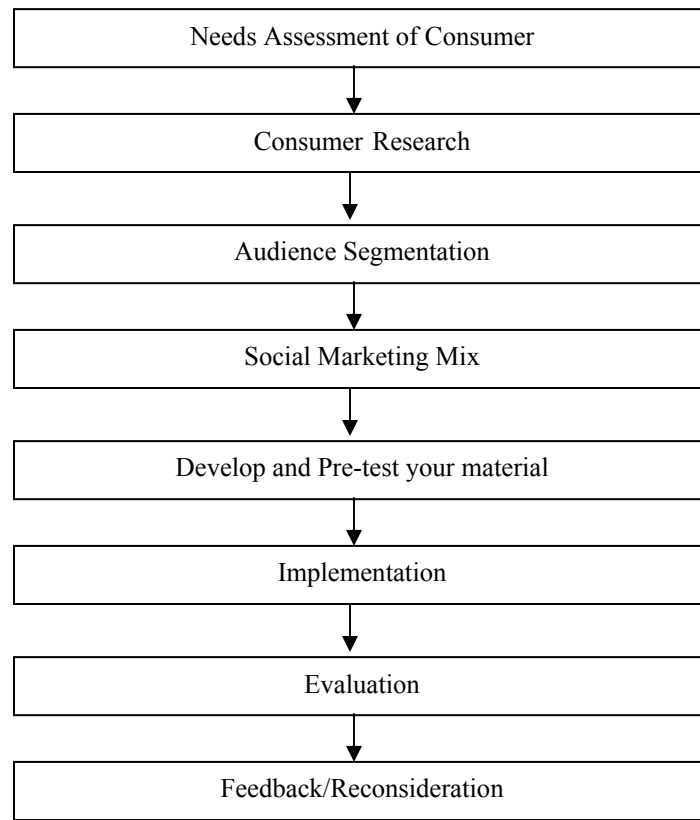 Needs Assessment of Consumer
Consumer Research
Audience Segmentation
Social Marketing Mix
Develop and Pre-test your material
Implementation
Evaluation
Feedback/Reconsideration